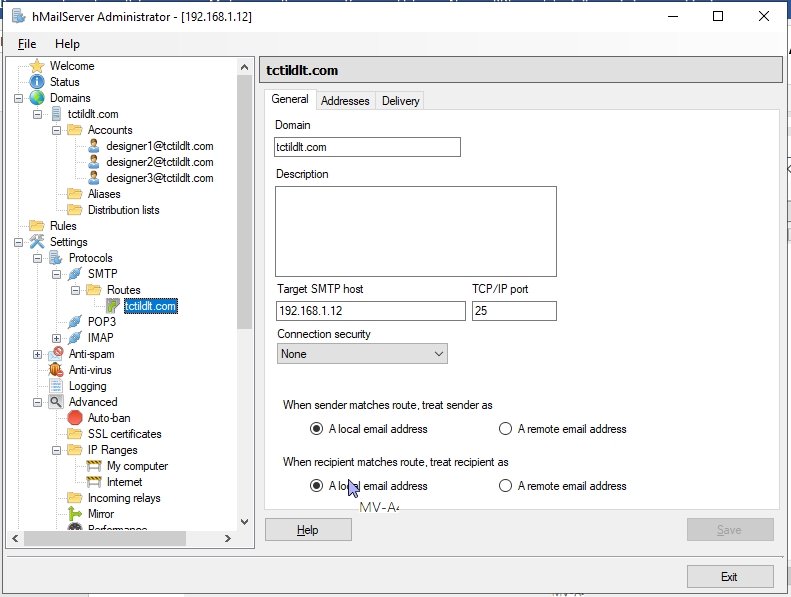 hMailServer Administrator - [192.168.1.12]
File Help
Welcome
Status
Domains
tctildlt.com
Accounts
designer1@tctildlt.com
designer2@tctildlt.com
designer3@tctildlt.com
Aliases
Distribution lists
Rules
Settings
Protocols
SMTP
Routes
tctildlt.com
POP3
IMAP
Anti-spam
Anti-virus
Logging
Advanced
Auto-ban
SSL certificates
IP Ranges
My computer
Internet
Incoming relays
Mirror
Performance
tctildlt.com
General Addresses Delivery
Domain
tctildlt.com
Description
Target SMTP host TCP/IP port
192.168.1.12 25
Connection security
None
When sender matches route, treat sender as
A local email address A remote email address
When recipient matches route, treat recipient as
A local email address A remote email address
Help Save
Exit